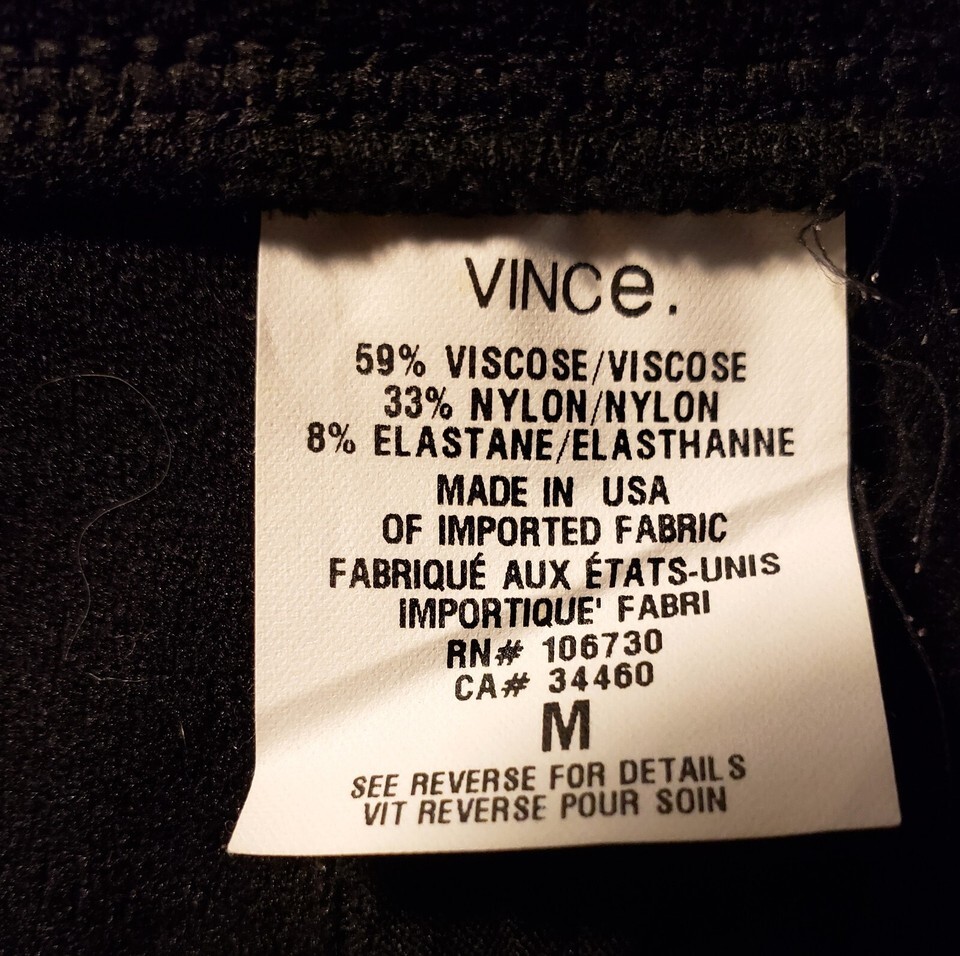 VINCe.
59% VISCOSE/VISCOSE
33% NYLON/NYLON
8% ELASTANE/ELASTHANNE
MADE IN USA
OF IMPORTED FABRIC
FABRIQUÉ AUX ÉTATS-UNIS
IMPORTIQUE' FABRI
RN# 106730
CA# 34460
M
SEE REVERSE FOR DETAILS
VIT REVERSE POUR SOIN